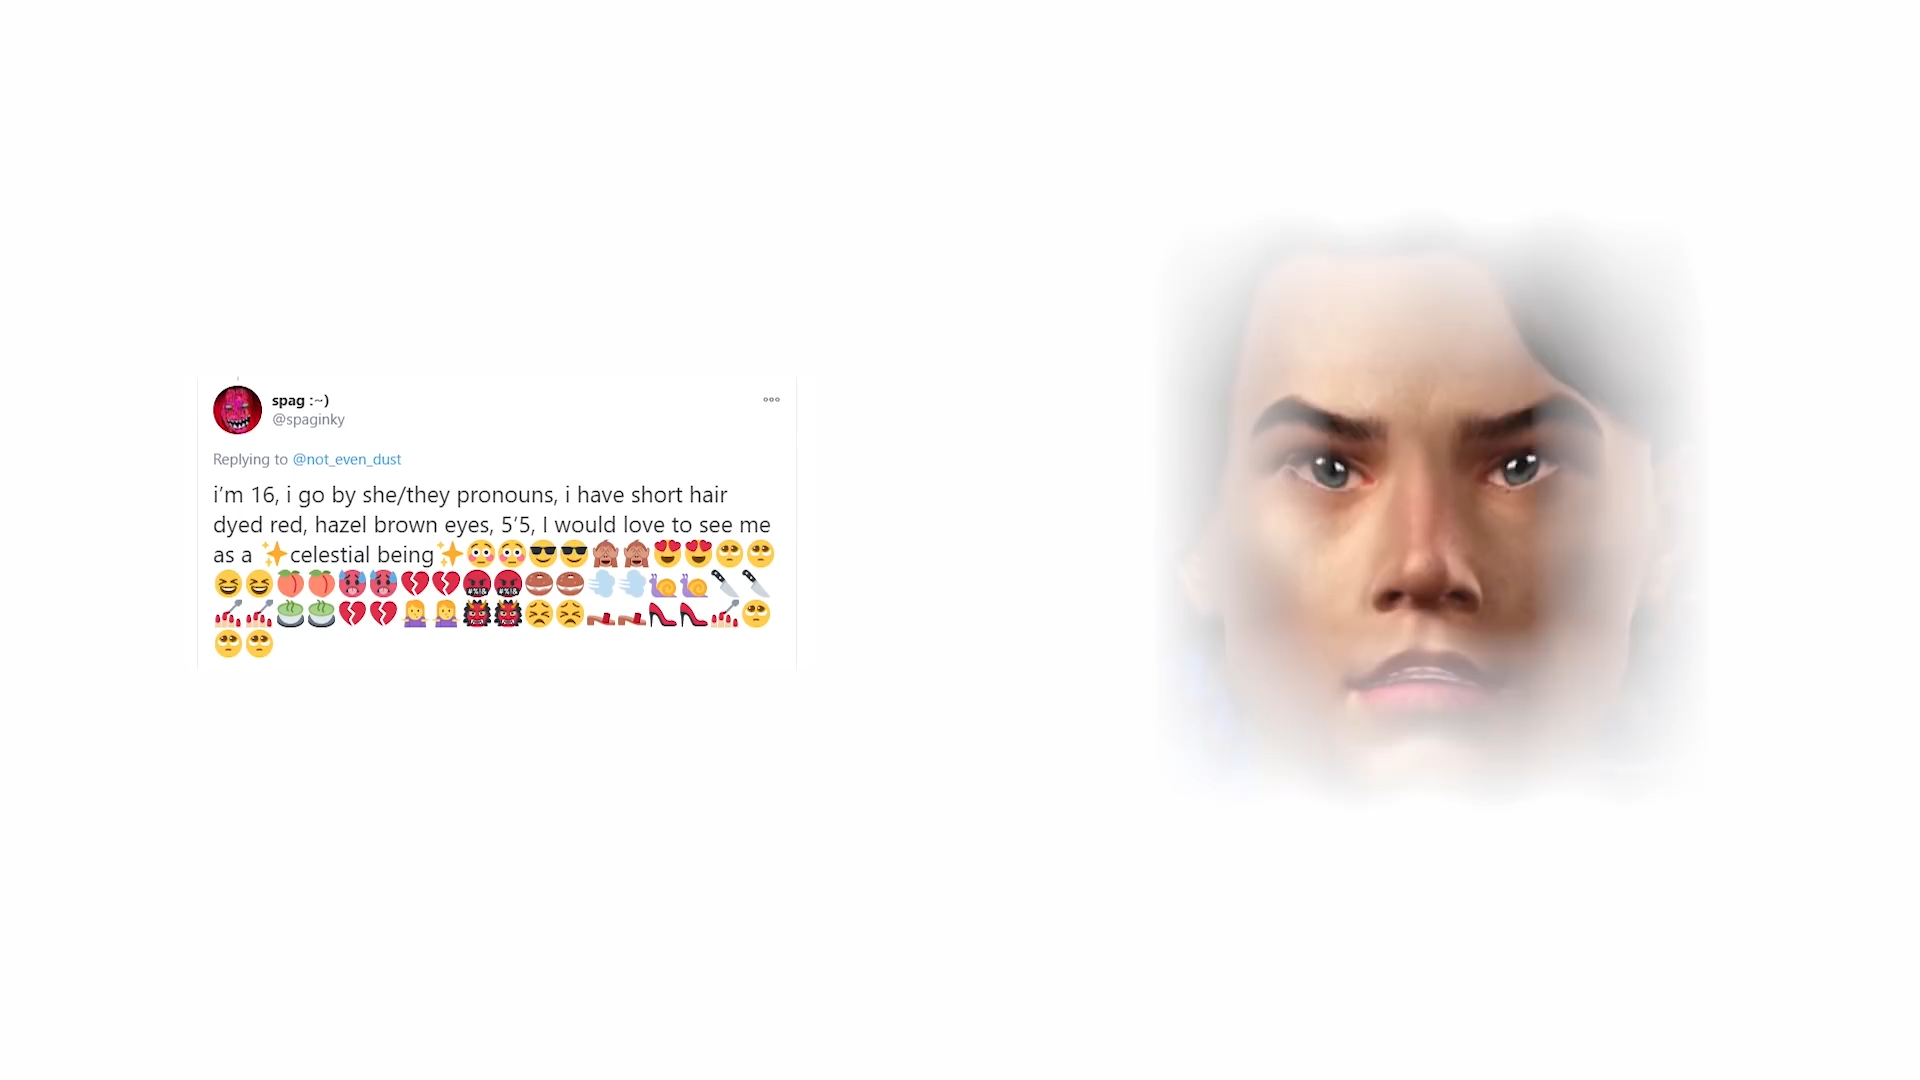 spag :~)
@spaginky
Replying to @not_even_dust
i’m 16, i go by she/they pronouns, i have short hair
dyed red, hazel brown eyes, 5’5, I would love to see me
as a ✨celestial being✨😳😳😎😎🙈🙈😍😍🥺🥺
😆😆🍑🍑🥵🥵💔💔🤬🤬🍩🍩💨💨🐌🐌🔪🔪
💅💅🍵🍵💔💔🤷‍♀️🤷‍♀️👹👹😣😣👡👡👠👠💅🥺
🥺🥺